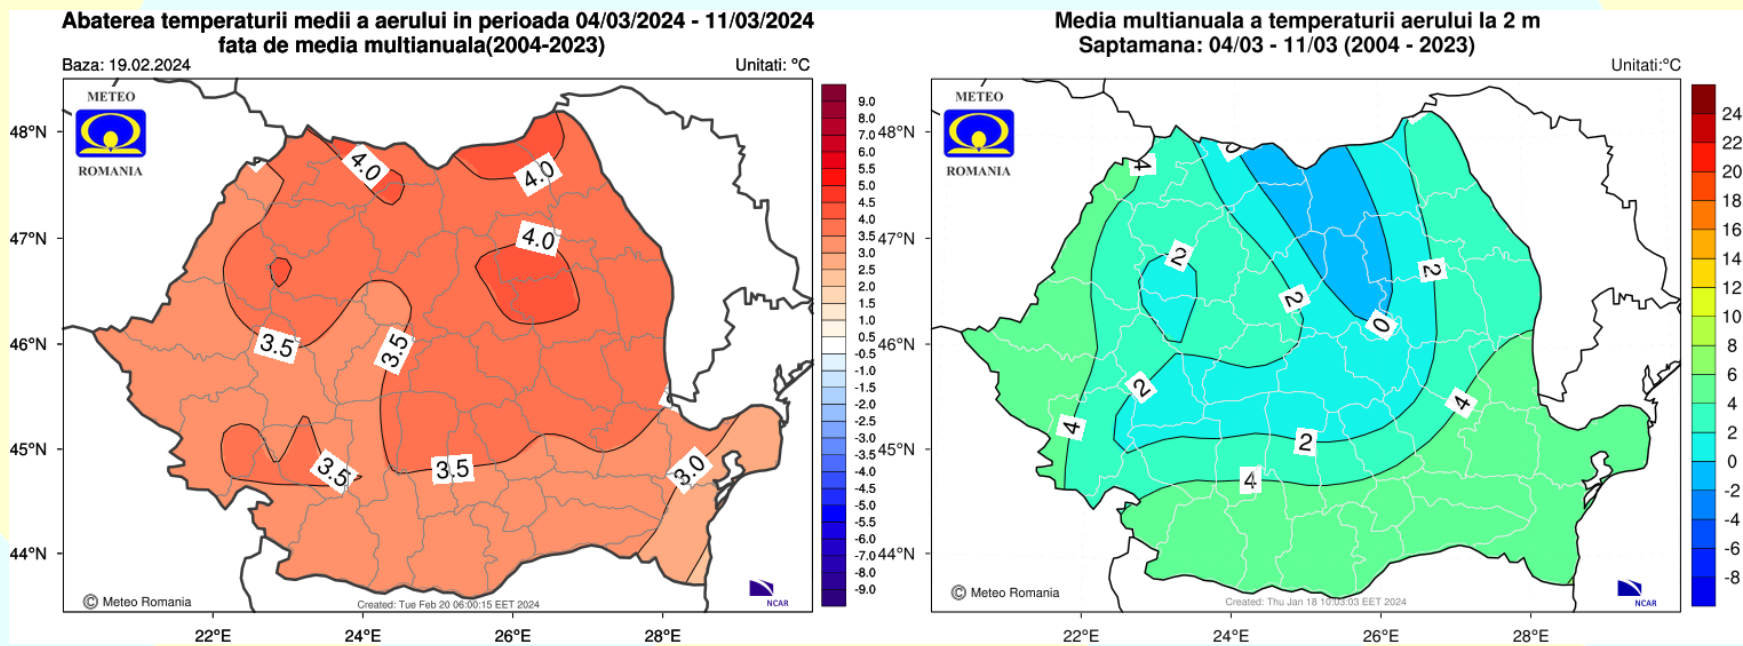 Abaterea temperaturii medii a aerului in perioada 04/03/2024 - 11/03/2024
fata de media multianuala(2004-2023)
Baza: 19.02.2024
Unitati: °C
METEO
ROMANIA
48°N
47°N
46°N
45°N
44°N
4.0
4.0
4.0
3.5
3.5
3.5
3.5
3.0
9.0
8.0
7.0
6.0
5.5
5.0
4.5
4.0
3.5
3.0
2.5
2.0
1.5
1.0
0.5
-0.5
-1.0
-1.5
-2.0
-2.5
-3.0
-3.5
-4.0
-4.5
-5.0
-5.5
-6.0
-7.0
-8.0
-9.0
© Meteo Romania
Created: Tue Feb 20 06:00:15 EET 2024
NCAR
22°E
24°E
26°E
28°E
Media multianuala a temperaturii aerului la 2 m
Saptamana: 04/03 - 11/03 (2004 - 2023)
Unitati:°C
METEO
ROMANIA
48°N
47°N
46°N
45°N
44°N
4
0
2
2
2
0
2
4
4
2
4
24
22
20
18
16
14
12
10
8
6
4
2
0
-2
-4
-6
-8
© Meteo Romania
Created: Thu Jan 18 10:03:03 EET 2024
NCAR
22°E
24°E
26°E
28°E